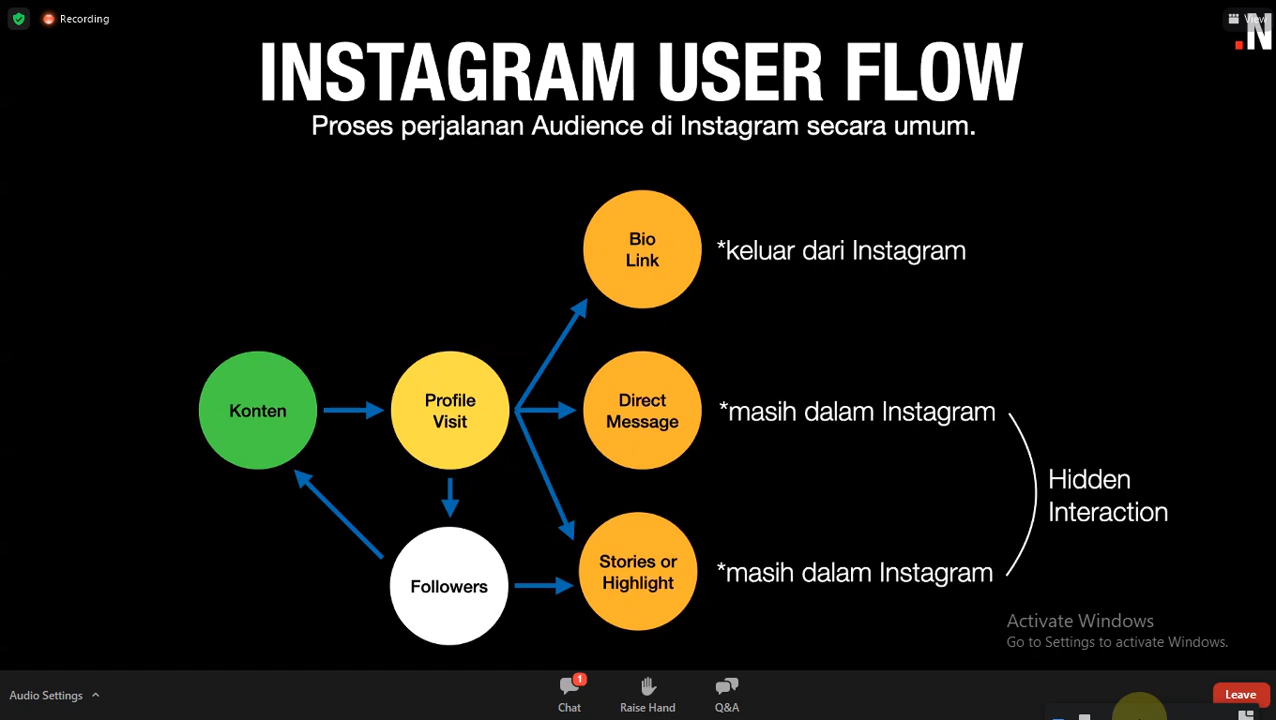 Recording
View
.N
INSTAGRAM USER FLOW
Proses perjalanan Audience di Instagram secara umum.
Bio
Link
*keluar dari Instagram
Konten
Profile
Visit
Direct
Message
*masih dalam Instagram
Hidden
Interaction
Followers
Stories or
Highlight
*masih dalam Instagram
Activate Windows
Go to Settings to activate Windows.
Audio Settings
1
Chat
Raise Hand
Q&A
Leave